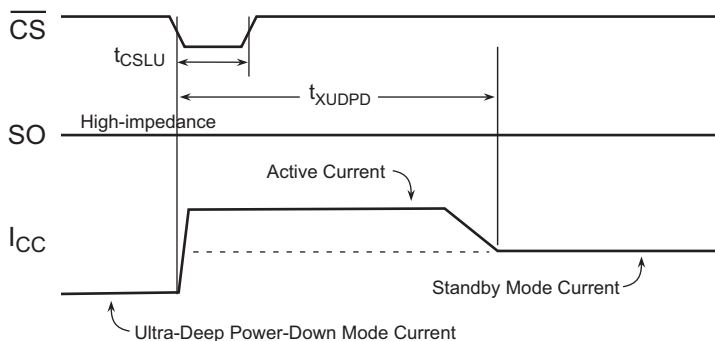 CS
tCSLU
tXUDPD
High-impedance
SO
Active Current
ICC
Standby Mode Current
Ultra-Deep Power-Down Mode Current